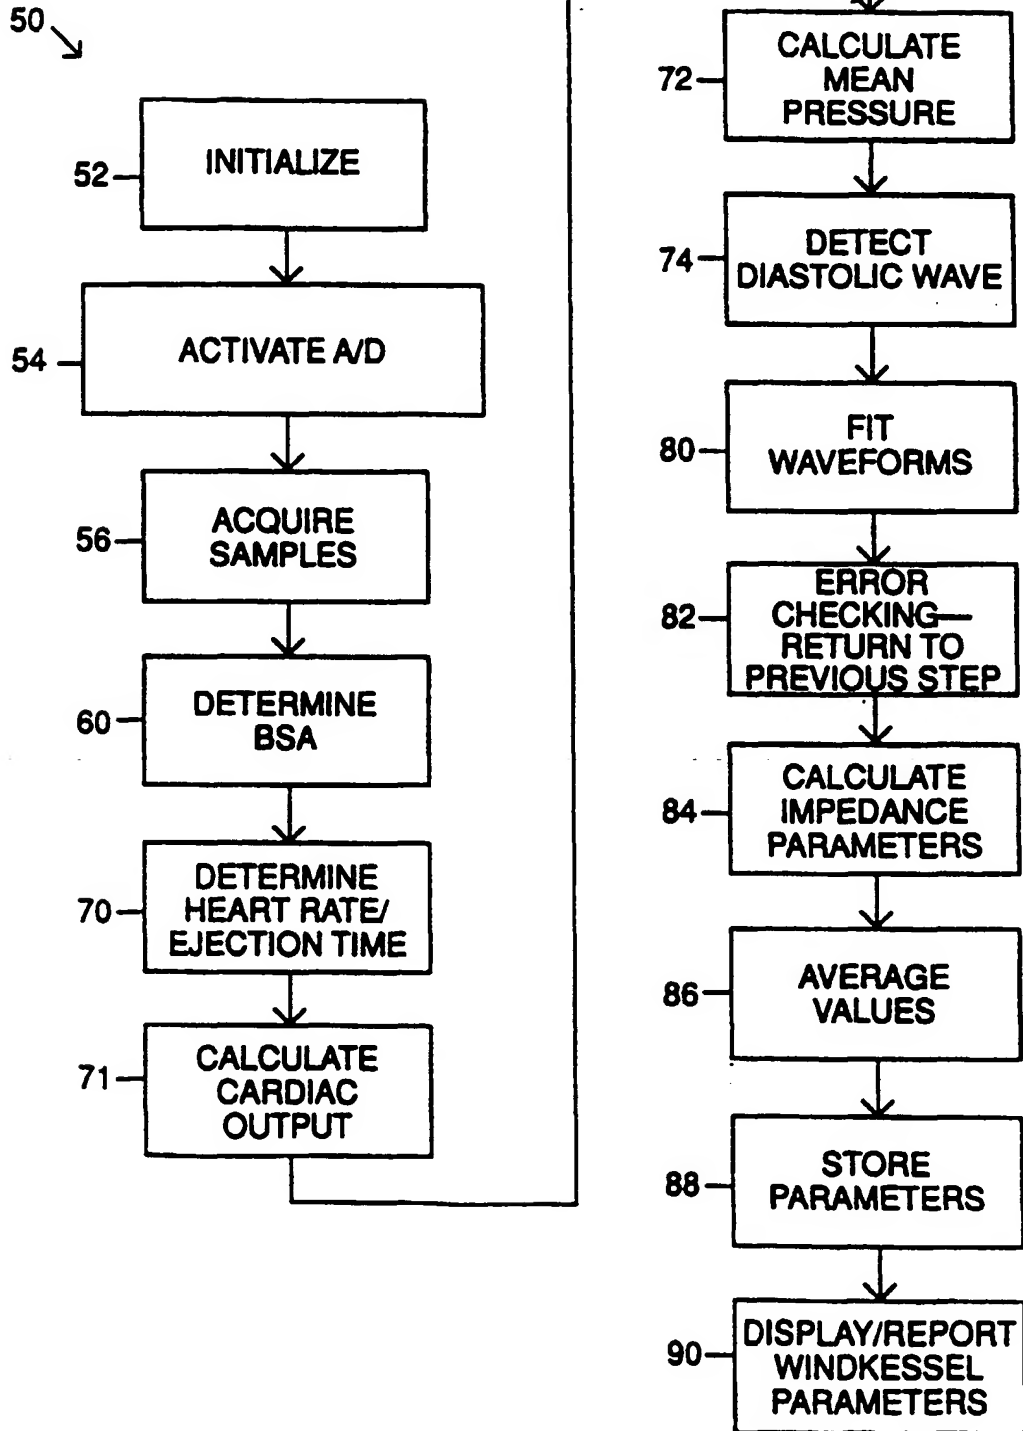 50
52
INITIALIZE
54
ACTIVATE A/D
56
ACQUIRE
SAMPLES
60
DETERMINE
BSA
70
DETERMINE
HEART RATE/
EJECTION TIME
71
CALCULATE
CARDIAC
OUTPUT
72
CALCULATE
MEAN
PRESSURE
74
DETECT
DIASTOLIC WAVE
80
FIT
WAVEFORMS
82
ERROR
CHECKING—
RETURN TO
PREVIOUS STEP
84
CALCULATE
IMPEDANCE
PARAMETERS
86
AVERAGE
VALUES
88
STORE
PARAMETERS
90
DISPLAY/REPORT
WINDKESSEL
PARAMETERS